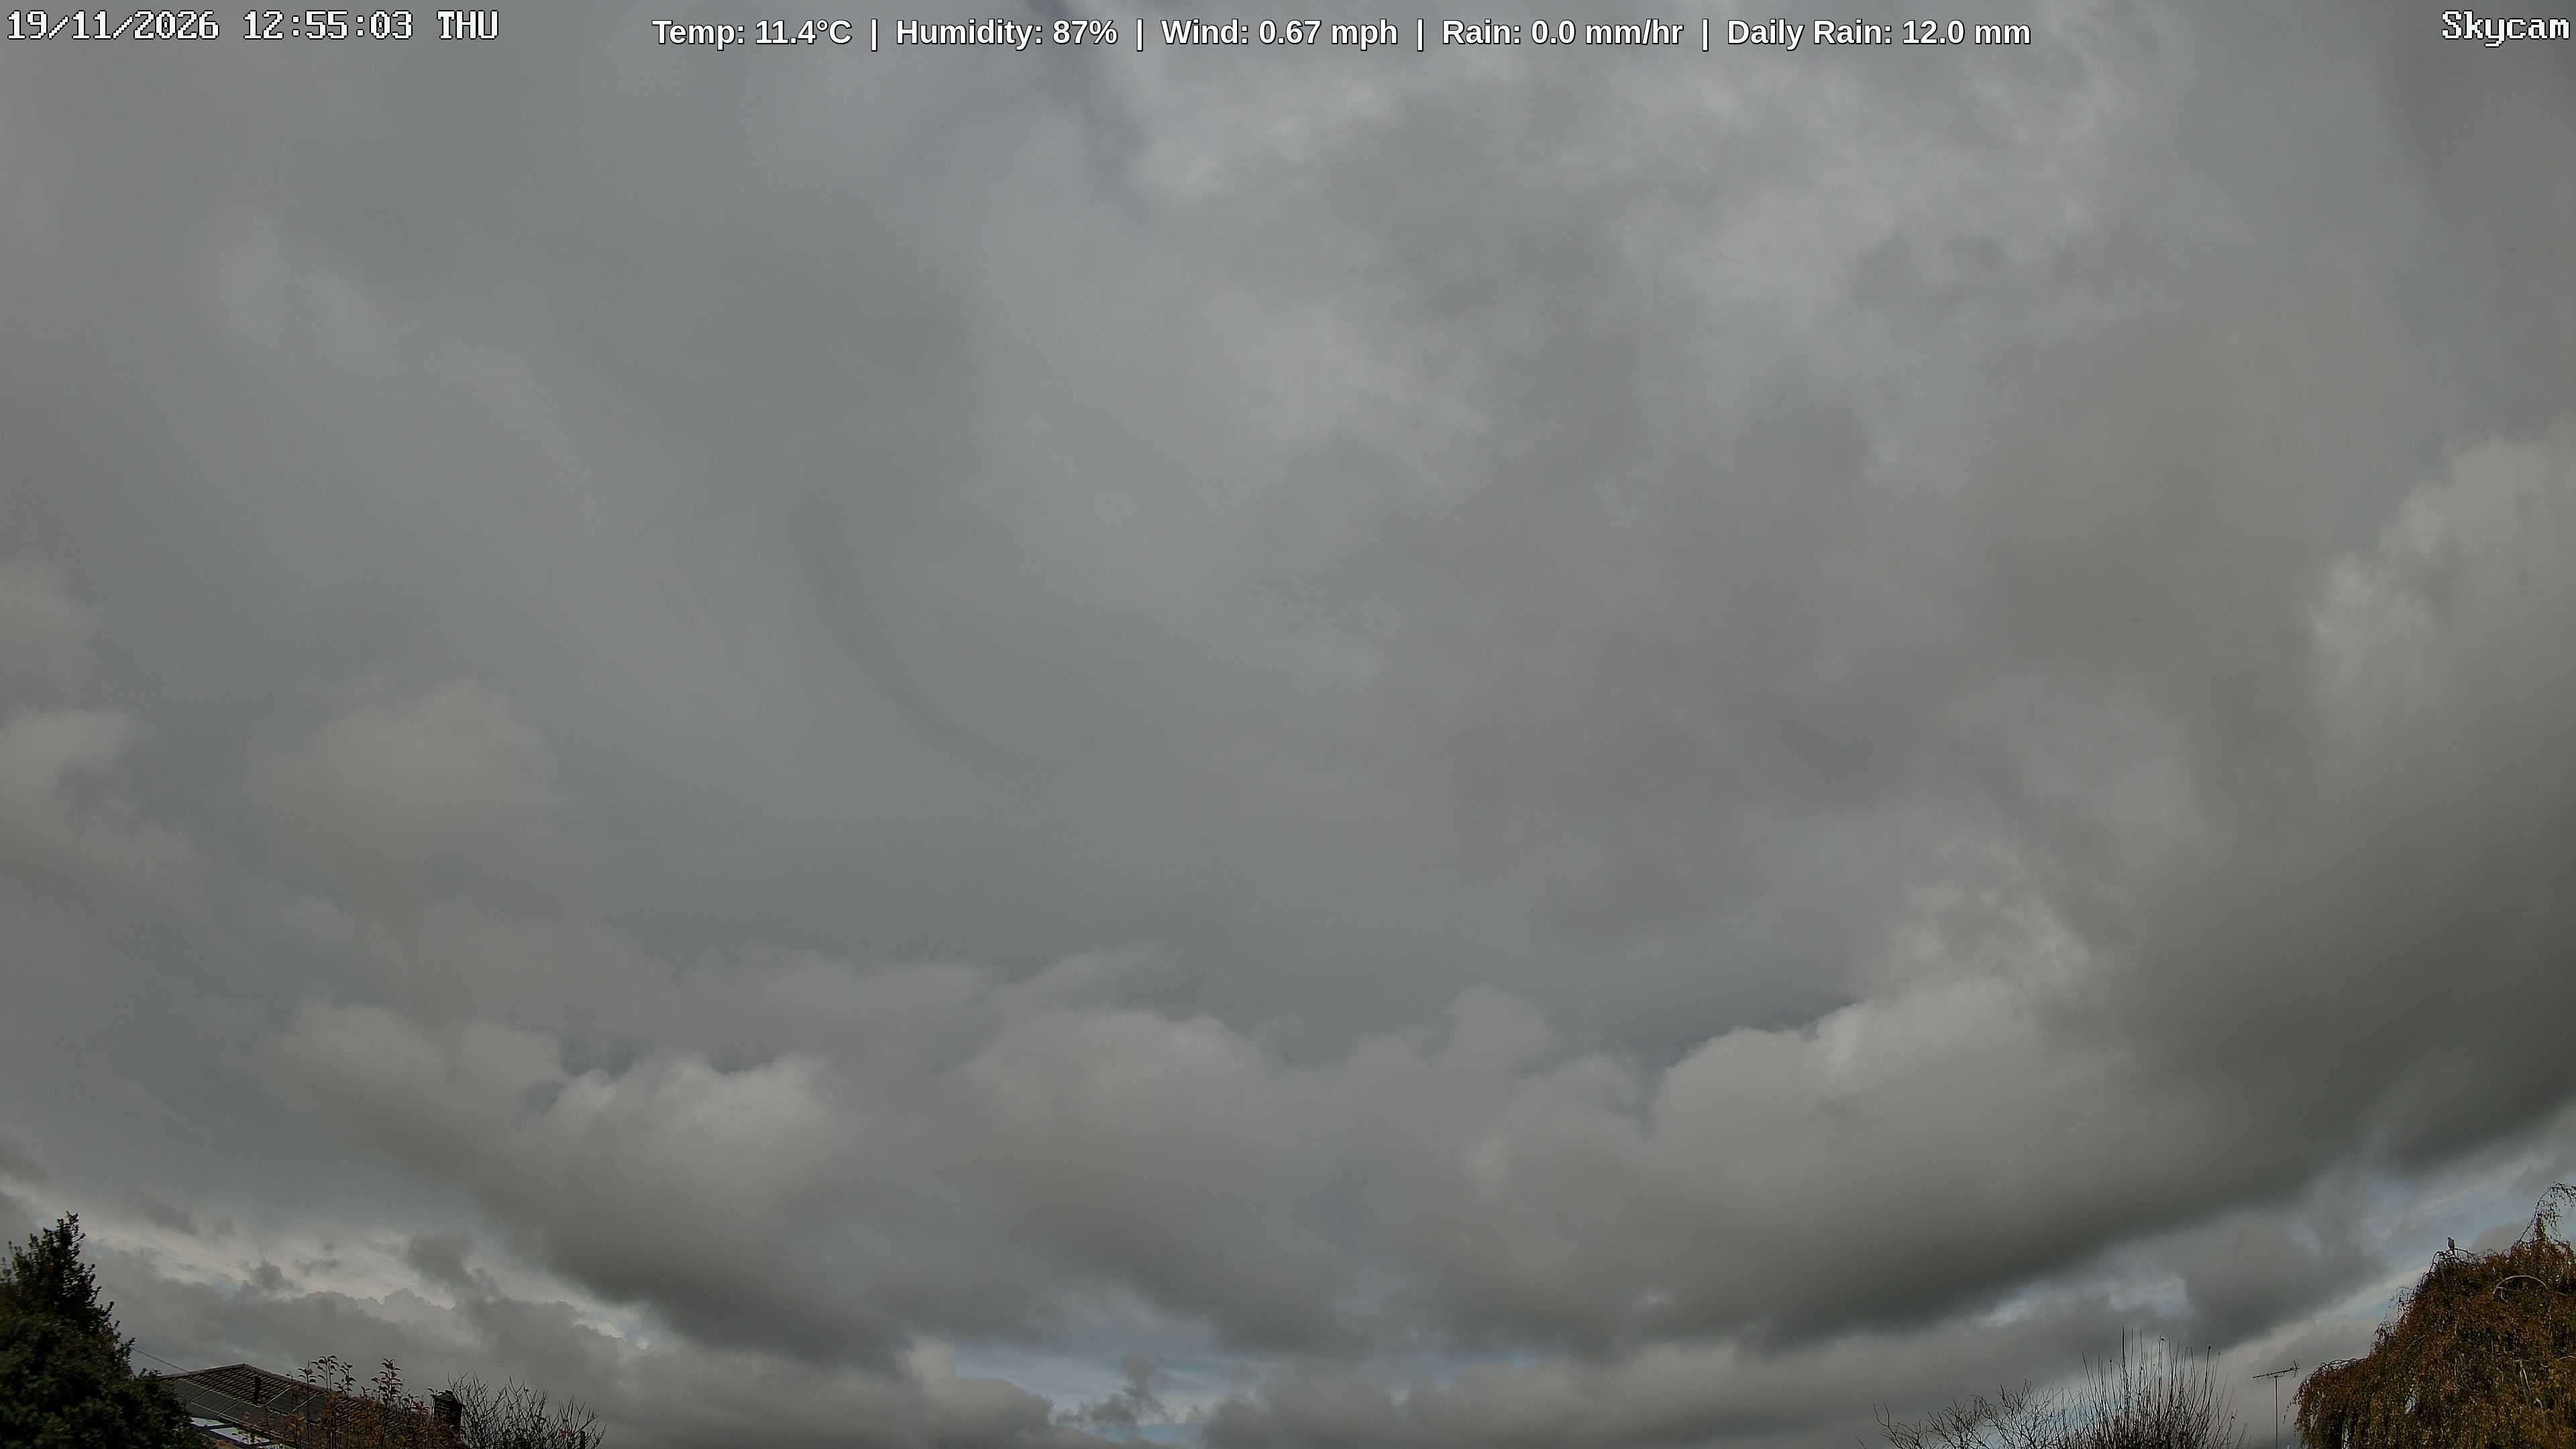 19/11/2026 12:55:03 THU
Temp: 11.4°C | Humidity: 87% | Wind: 0.67 mph | Rain: 0.0 mm/hr | Daily Rain: 12.0 mm
Skycam